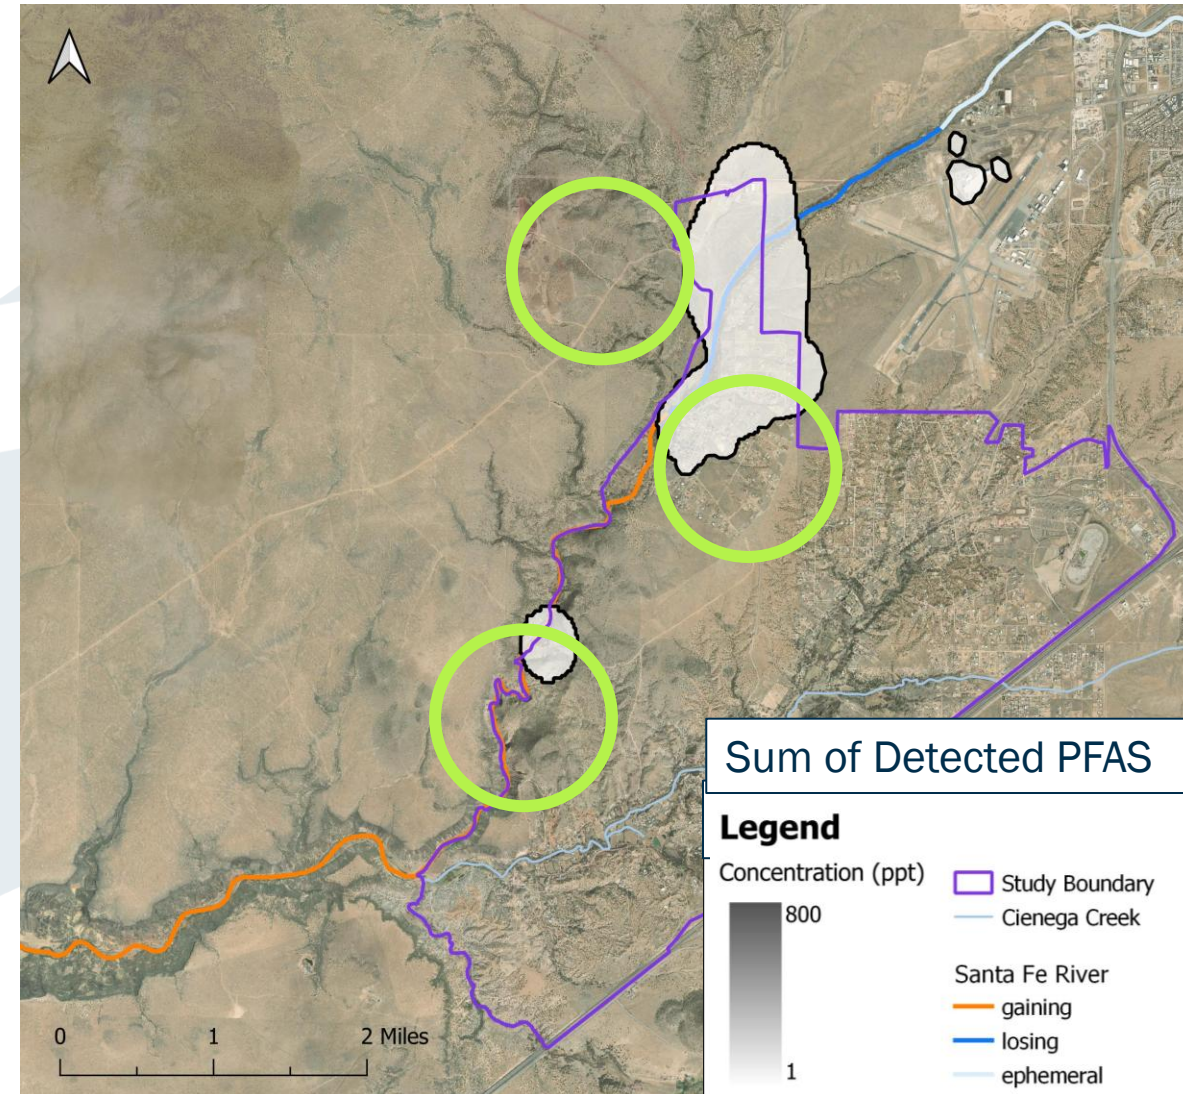 Sum of Detected PFAS
Legend
Concentration (ppt)
800
1
Study Boundary
Cienega Creek
Santa Fe River
gaining
losing
ephemeral
0 1 2 Miles